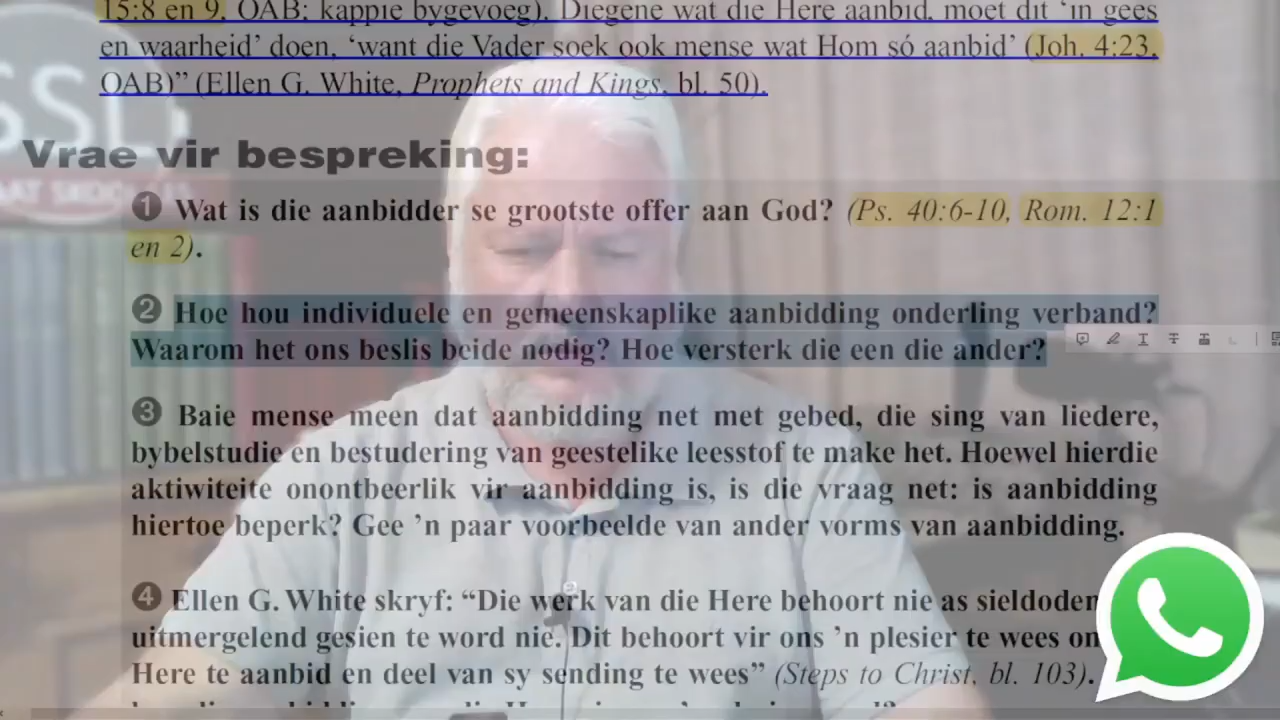 15:8 en 9, OAB; kappie bygevoeg). Diegene wat die Here aanbid, moet dit ‘in gees
en waarheid’ doen, ‘want die Vader soek ook mense wat Hom só aanbid’ (Joh. 4:23,
OAB)” (Ellen G. White, Prophets and Kings, bl. 50).
SSL
Vrae vir bespreking:
❶ Wat is die aanbidder se grootste offer aan God? (Ps. 40:6-10, Rom. 12:1
en 2).
❷ Hoe hou individuele en gemeenskaplike aanbidding onderling verband?
Waarom het ons beslis beide nodig? Hoe versterk die een die ander?
❸ Baie mense meen dat aanbidding net met gebed, die sing van liedere,
bybelstudie en bestudering van geestelike leesstof te make het. Hoewel hierdie
aktiwiteite onontbeerlik vir aanbidding is, is die vraag net: is aanbidding
hiertoe beperk? Gee ’n paar voorbeelde van ander vorms van aanbidding.
❹ Ellen G. White skryf: “Die werk van die Here behoort nie as sieldoden
uitmergelend gesien te word nie. Dit behoort vir ons ’n plesier te wees on
Here te aanbid en deel van sy sending te wees” (Steps to Christ, bl. 103).